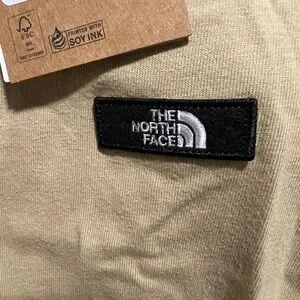 FSC
PRINTED WITH
SOY INK
THE
NORTH
FACE